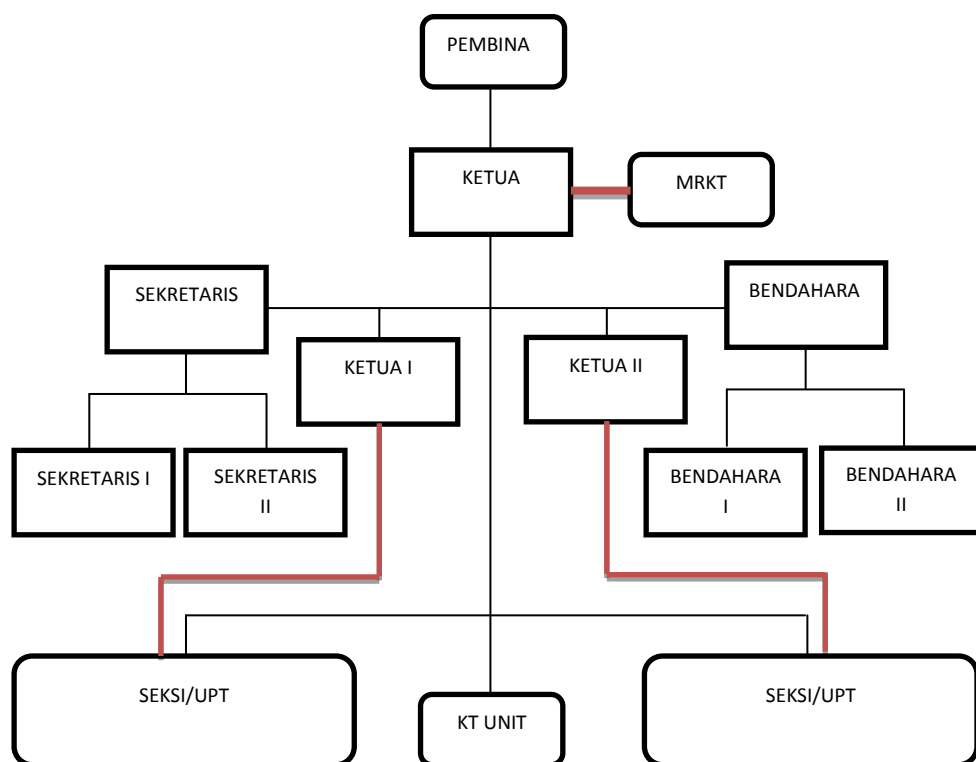 PEMBINA
KETUA
MRKT
SEKRETARIS
BENDAHARA
KETUA I
KETUA II
SEKRETARIS I
SEKRETARIS
II
BENDAHARA
I
BENDAHARA
II
SEKSI/UPT
KT UNIT
SEKSI/UPT